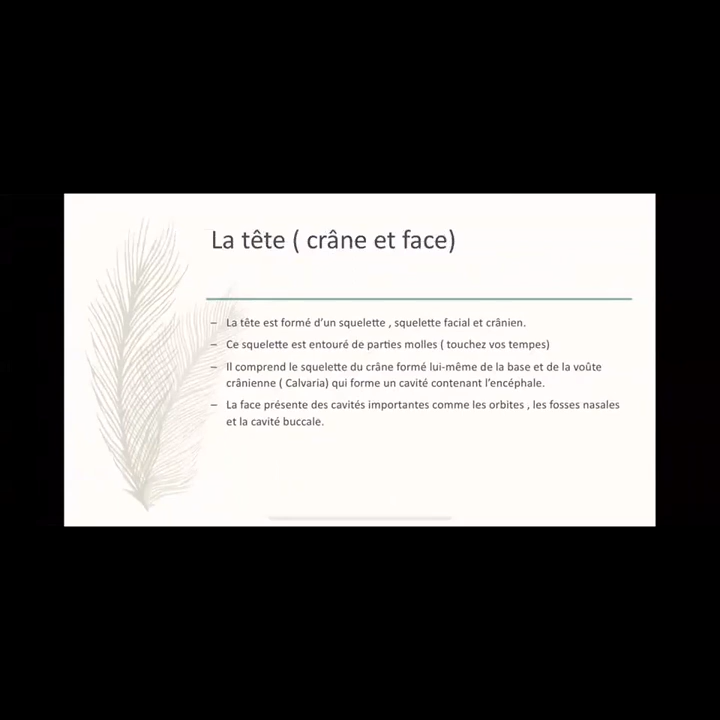 La tête ( crâne et face)
– La tête est formé d'un squelette , squelette facial et crânien.
– Ce squelette est entouré de parties molles ( touchez vos tempes)
– Il comprend le squelette du crâne formé lui-même de la base et de la voûte
crânienne ( Calvaria) qui forme un cavité contenant l'encéphale.
– La face présente des cavités importantes comme les orbites , les fosses nasales
et la cavité buccale.